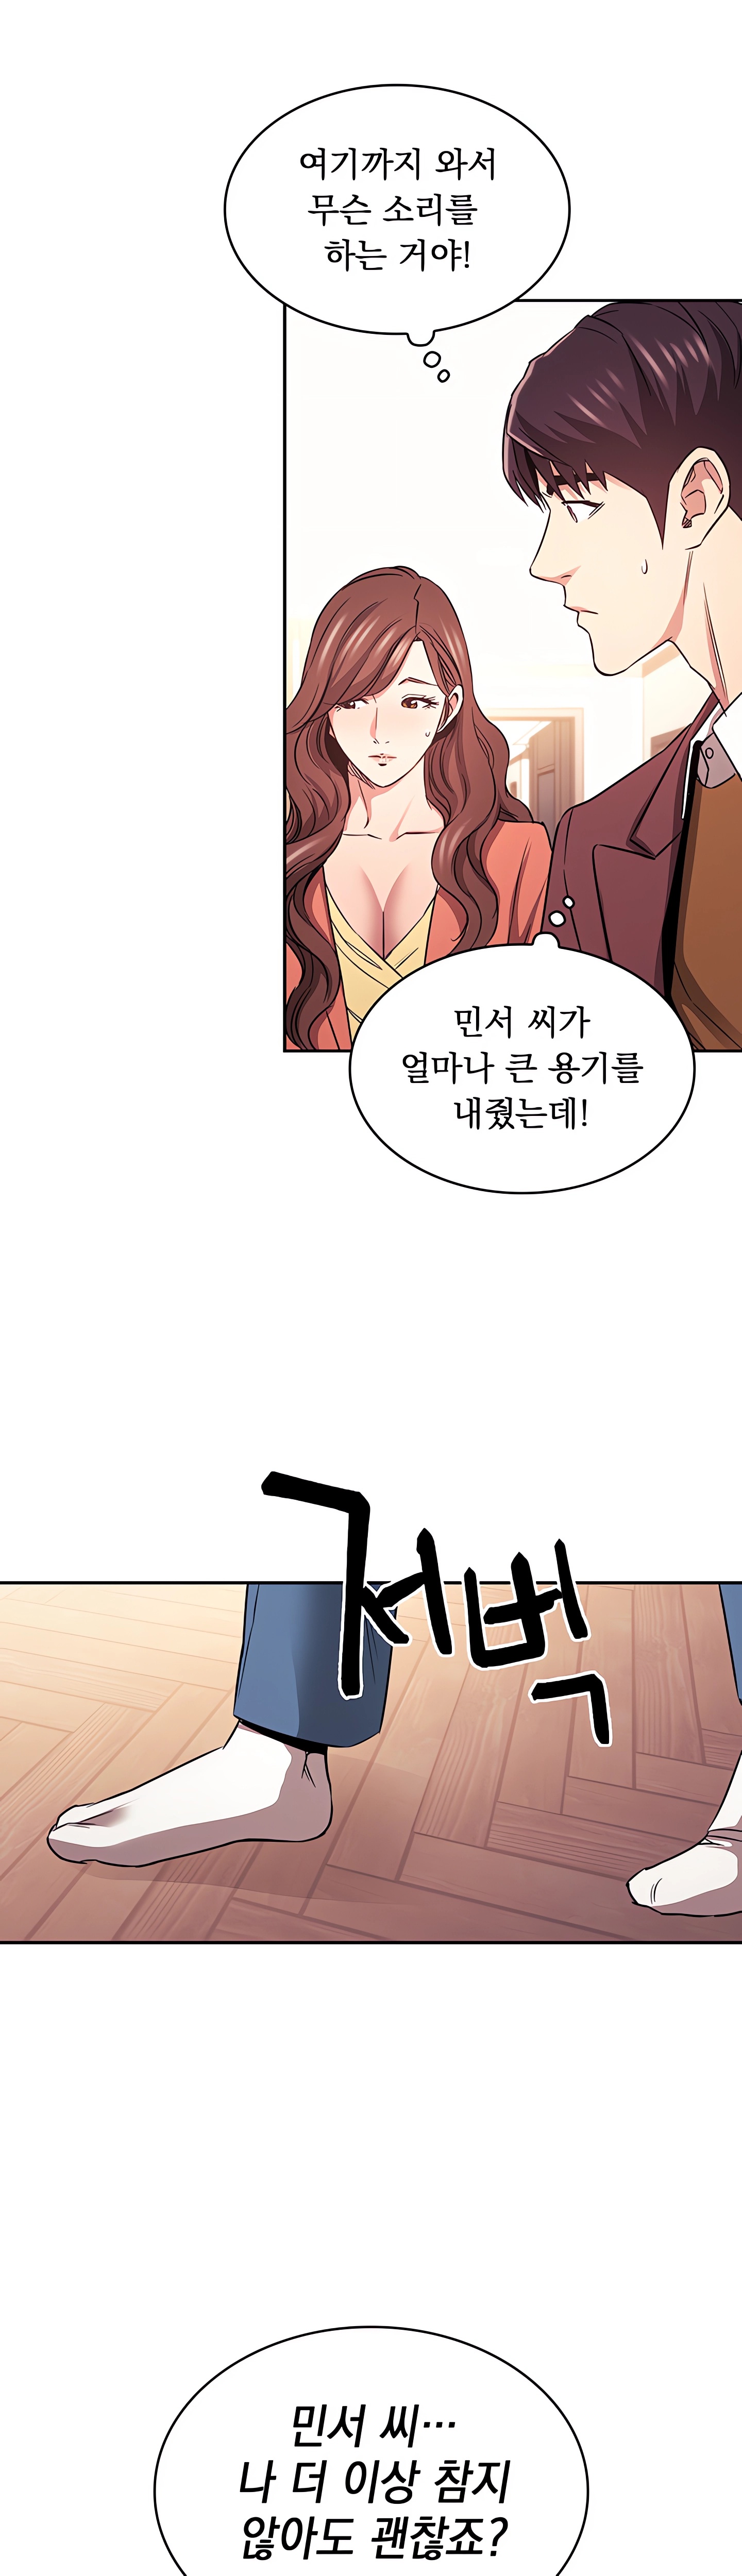 여기까지 와서
무슨 소리를
하는 거야!
민서 씨가
얼마나 큰 용기를
내줬는데!
저벅
민서 씨…
나 더 이상 참지
않아도 괜찮죠?